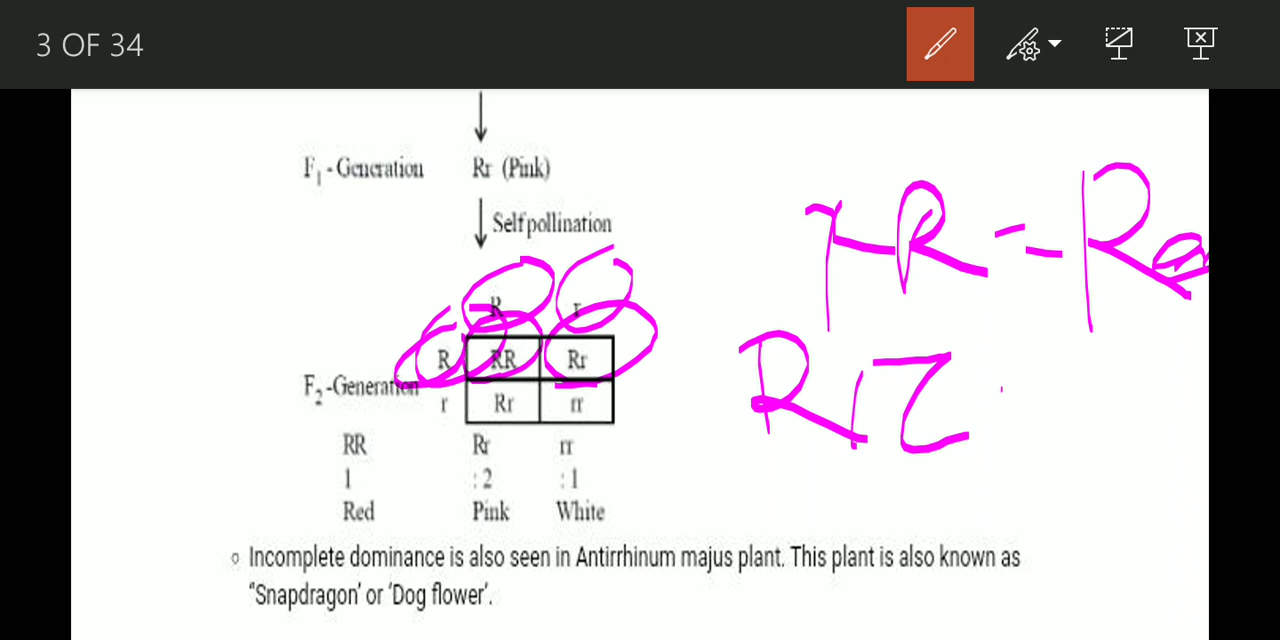 3 OF 34
F₁ - Generation Rr (Pink)
Self pollination
R r
R RR Rr
F₂ -Generation
r Rr rr
RR Rr rr
1 : 2 : 1
Red Pink White
Incomplete dominance is also seen in Antirrhinum majus plant. This plant is also known as
“Snapdragon’ or ‘Dog flower’.